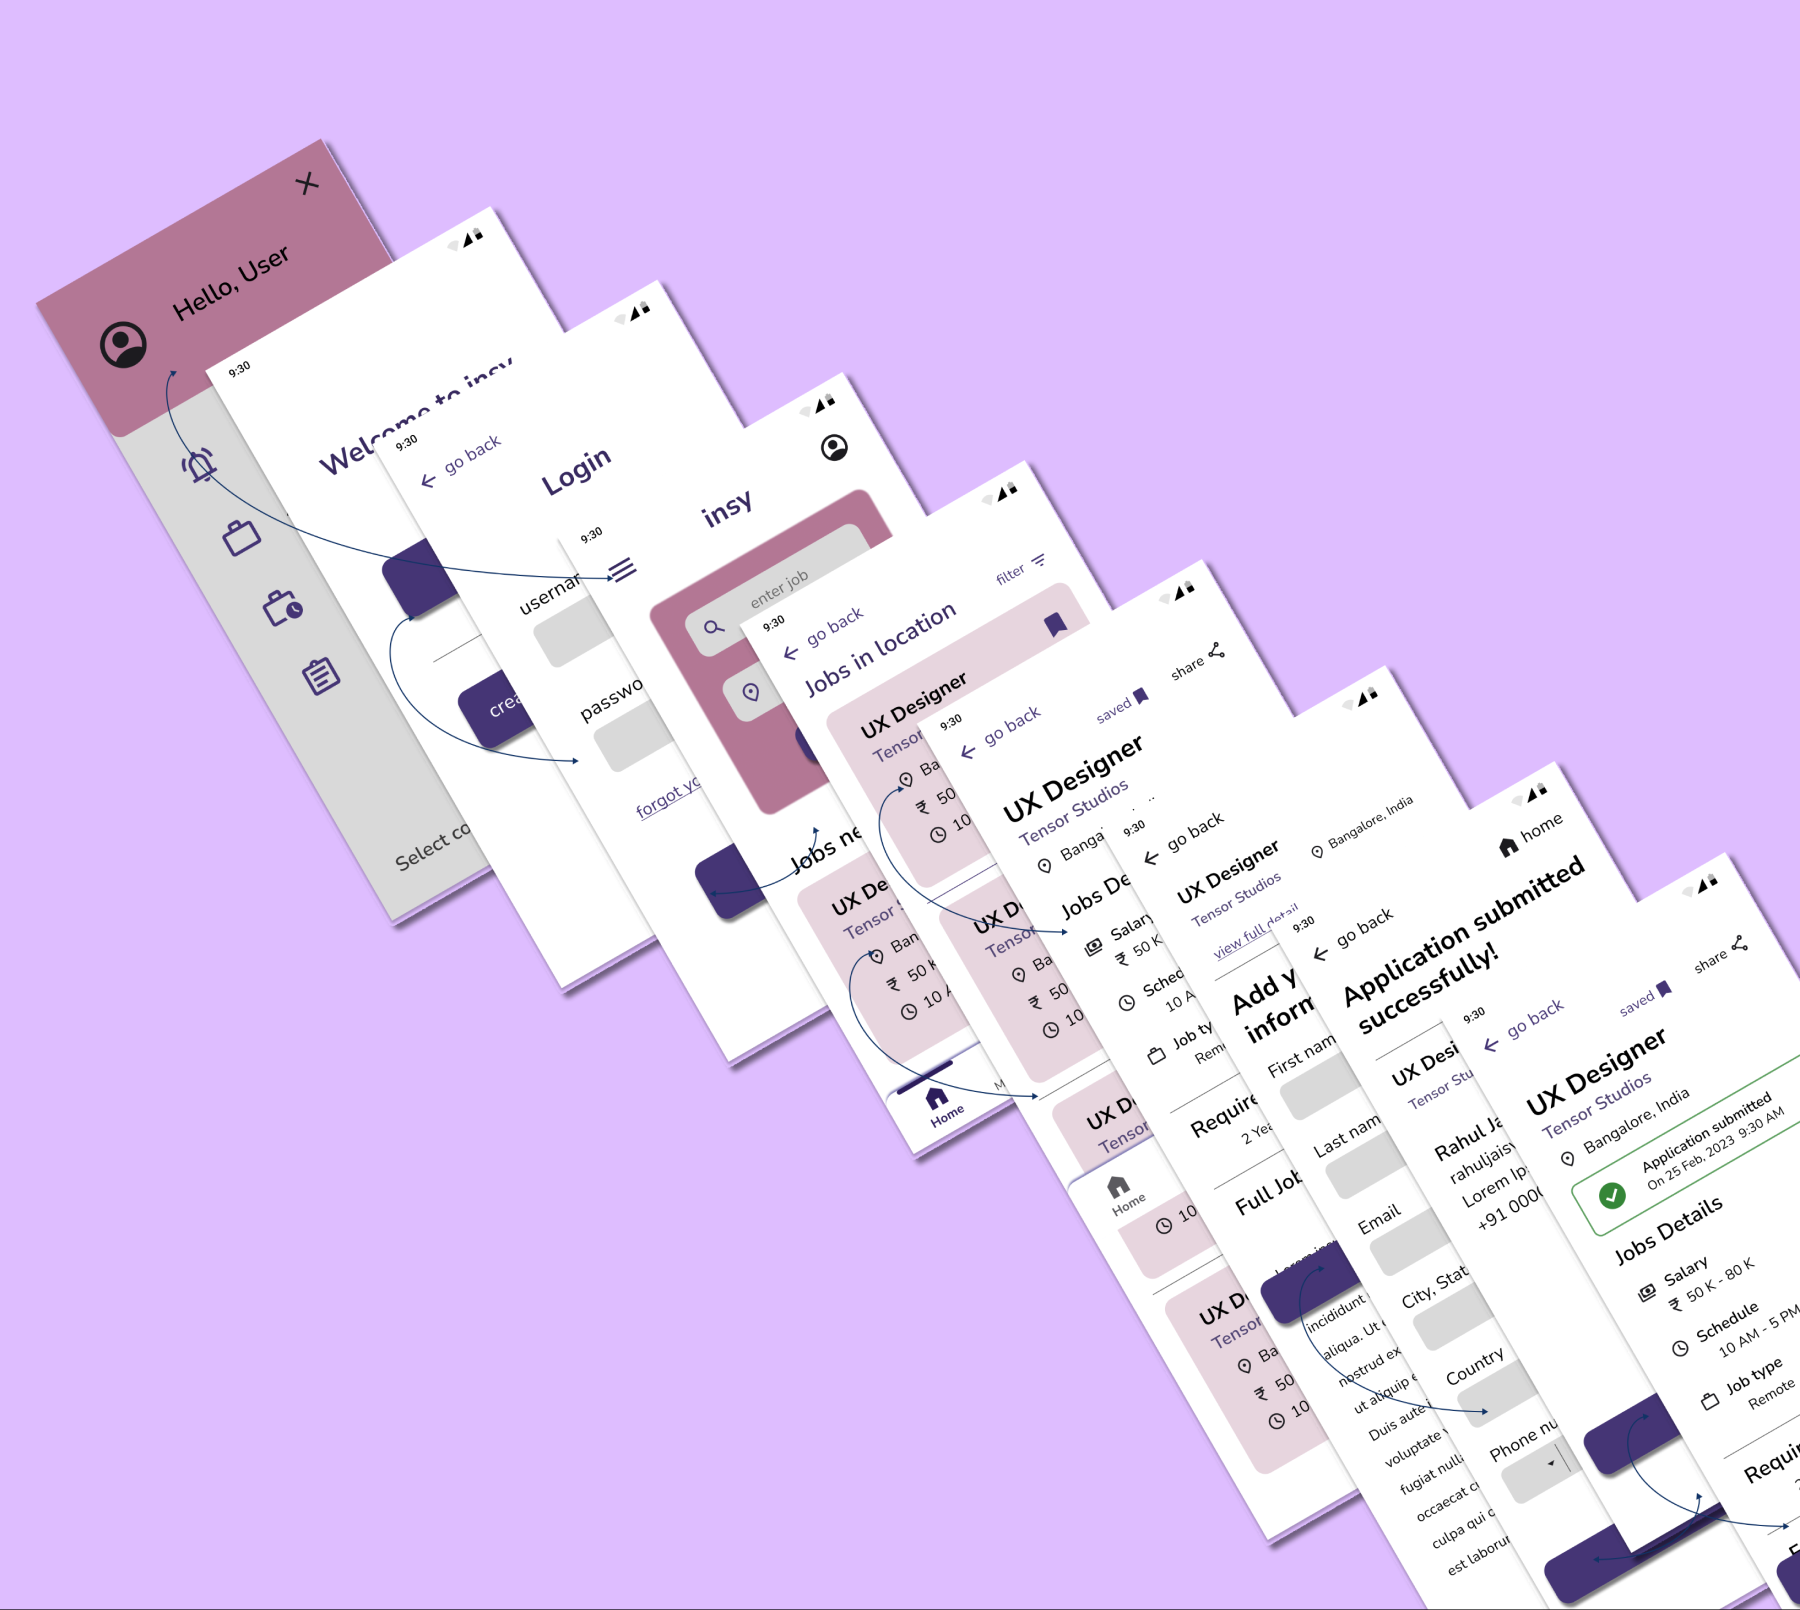 Hello, User
Select co
9:30
Welcome to insy
crea
9:30
go back
Login
usernar
passwo
forgot yo
9:30
insy
enter job
Jobs ne
UX De
Tensor S
Ban
₹ 50 K
10 A
Home
M
9:30
go back
filter
Jobs in location
UX Designer
Tensor
Ba
₹ 50
10
UX D
Tensor
Ba
₹ 50
10
UX D
Tensor
Home
10
UX D
Tensor
Ba
₹ 50
10
9:30
go back
saved
share
UX Designer
Tensor Studios
Banga
Jobs De
Salary
₹ 50 K
Sched
10 A
Job ty
Remo
Require
2 Yea
Full Job
incididunt
aliqua. Ut e
nostrud ex
ut aliquip e
Duis aute i
voluptate v
fugiat nulla
occaecat cu
culpa qui o
est laborum
9:30
go back
UX Designer
Tensor Studios
Bangalore, India
view full detail
Add y
inform
First nam
Last nam
Email
City, Stat
Country
Phone nu
9:30
go back
home
Application submitted
successfully!
UX Desi
Tensor Stu
Rahul Ja
rahuljaisv
Lorem Ip
+91 0000
9:30
go back
saved
share
UX Designer
Tensor Studios
Bangalore, India
Application submitted
On 25 Feb, 2023 9:30 AM
Jobs Details
Salary
₹ 50 K - 80 K
Schedule
10 AM - 5 PM
Job type
Remote
Requir